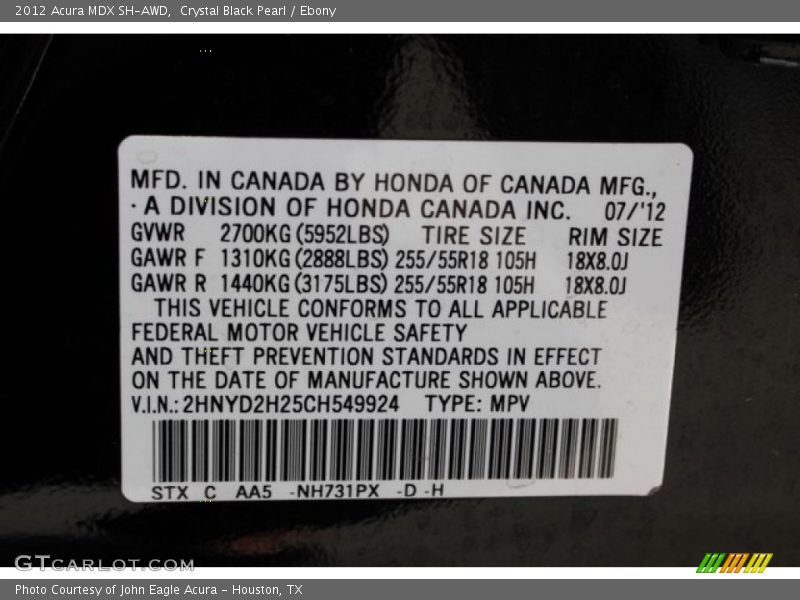 2012 Acura MDX SH-AWD,  Crystal Black Pearl / Ebony
MFD. IN CANADA BY HONDA OF CANADA MFG.,
· A DIVISION OF HONDA CANADA INC.   07/'12
GVWR   2700KG(5952LBS)   TIRE SIZE   RIM SIZE
GAWR F  1310KG(2888LBS) 255/55R18 105H  18X8.0J
GAWR R  1440KG(3175LBS) 255/55R18 105H  18X8.0J
THIS VEHICLE CONFORMS TO ALL APPLICABLE
FEDERAL MOTOR VEHICLE SAFETY
AND THEFT PREVENTION STANDARDS IN EFFECT
ON THE DATE OF MANUFACTURE SHOWN ABOVE.
V.I.N.: 2HNYD2H25CH549924   TYPE: MPV
STX  C   AA5  -NH731PX  -D -H
GTCARLOT.COM
Photo Courtesy of John Eagle Acura - Houston, TX